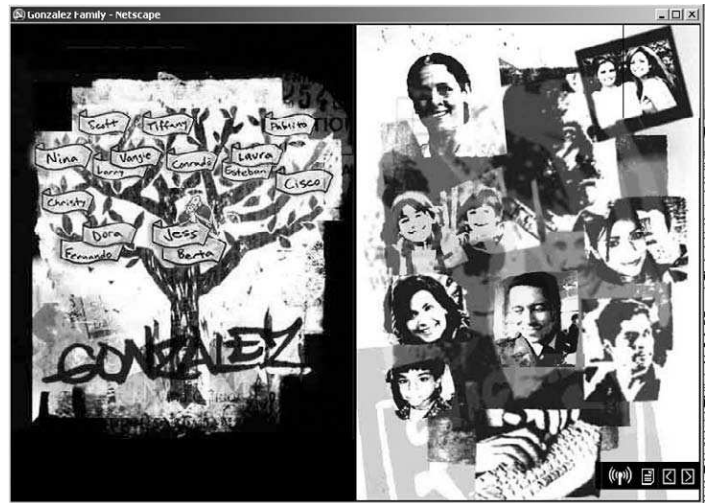 Gonzalez Family - Netscape
Scott
Tiffany
Pablito
Nina
Vangie
Larry
Conrado
Laura
Esteban
Cisco
Christy
Dora
Fernando
Jess
Berta
GONZALEZ